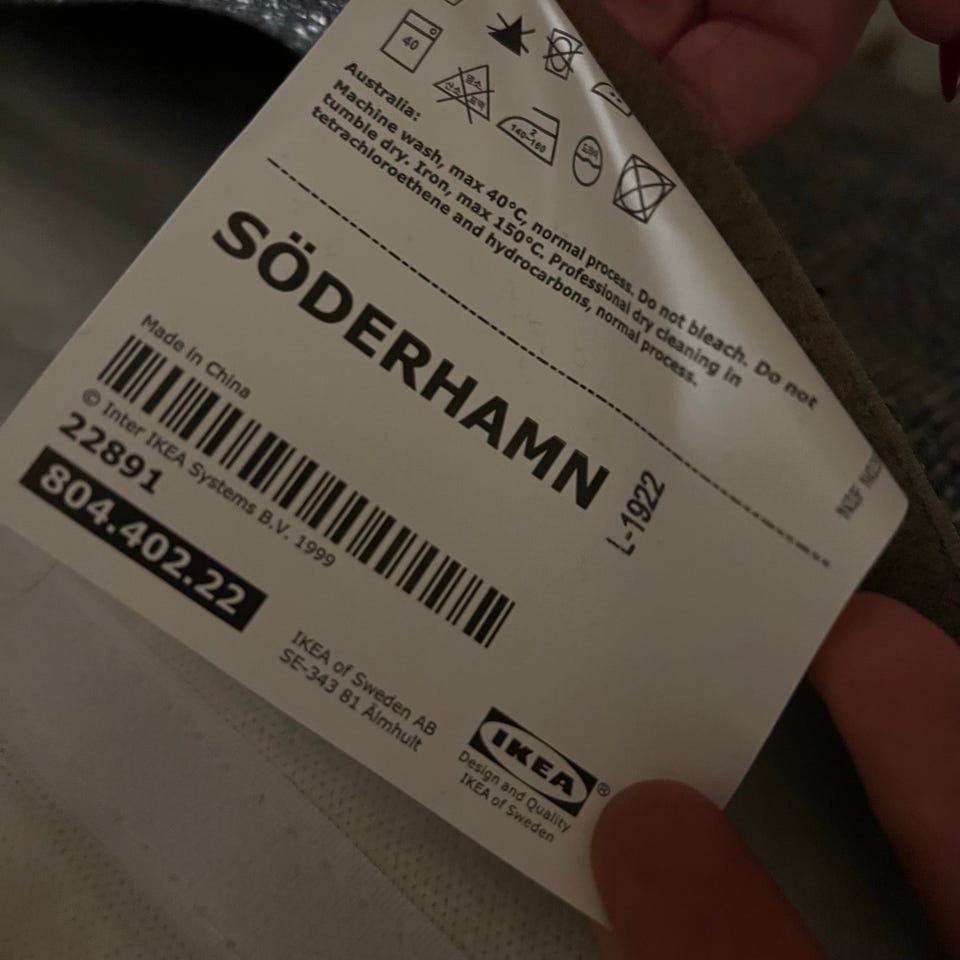 40
140-160
Australia:
Machine wash, max 40°C, normal process. Do not bleach. Do not
tumble dry. Iron, max 150°C. Professional dry cleaning in
tetrachloroethene and hydrocarbons, normal process.
SÖDERHAMN
L-1922
Made in China
© Inter IKEA Systems B.V. 1999
22891
804.402.22
IKEA of Sweden AB
SE-343 81 Älmhult
IKEA®
Design and Quality
IKEA of Sweden